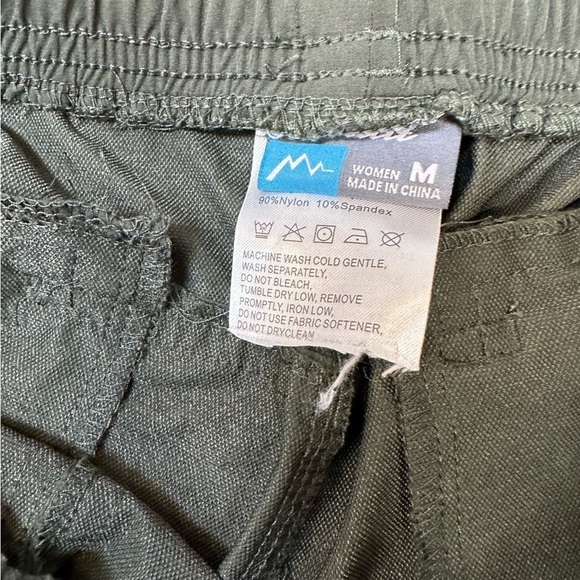 WOMEN M
MADE IN CHINA
90%Nylon 10%Spandex
MACHINE WASH COLD GENTLE,
WASH SEPARATELY,
DO NOT BLEACH,
TUMBLE DRY LOW, REMOVE
PROMPTLY, IRON LOW,
DO NOT USE FABRIC SOFTENER,
DO NOT DRYCLEAN